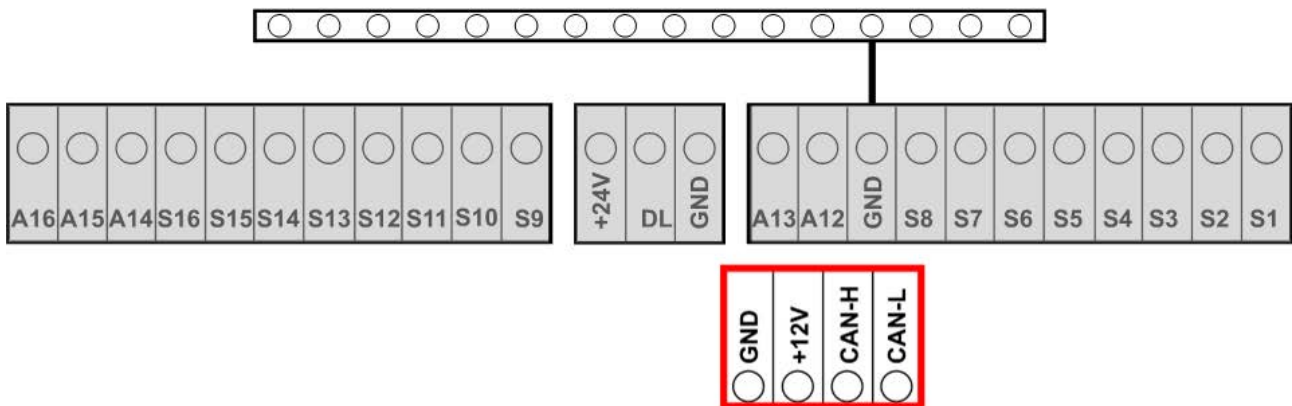 A16 A15 A14 S16 S15 S14 S13 S12 S11 S10 S9 +24V DL GND A13 A12 GND S8 S7 S6 S5 S4 S3 S2 S1
GND +12V CAN-H CAN-L